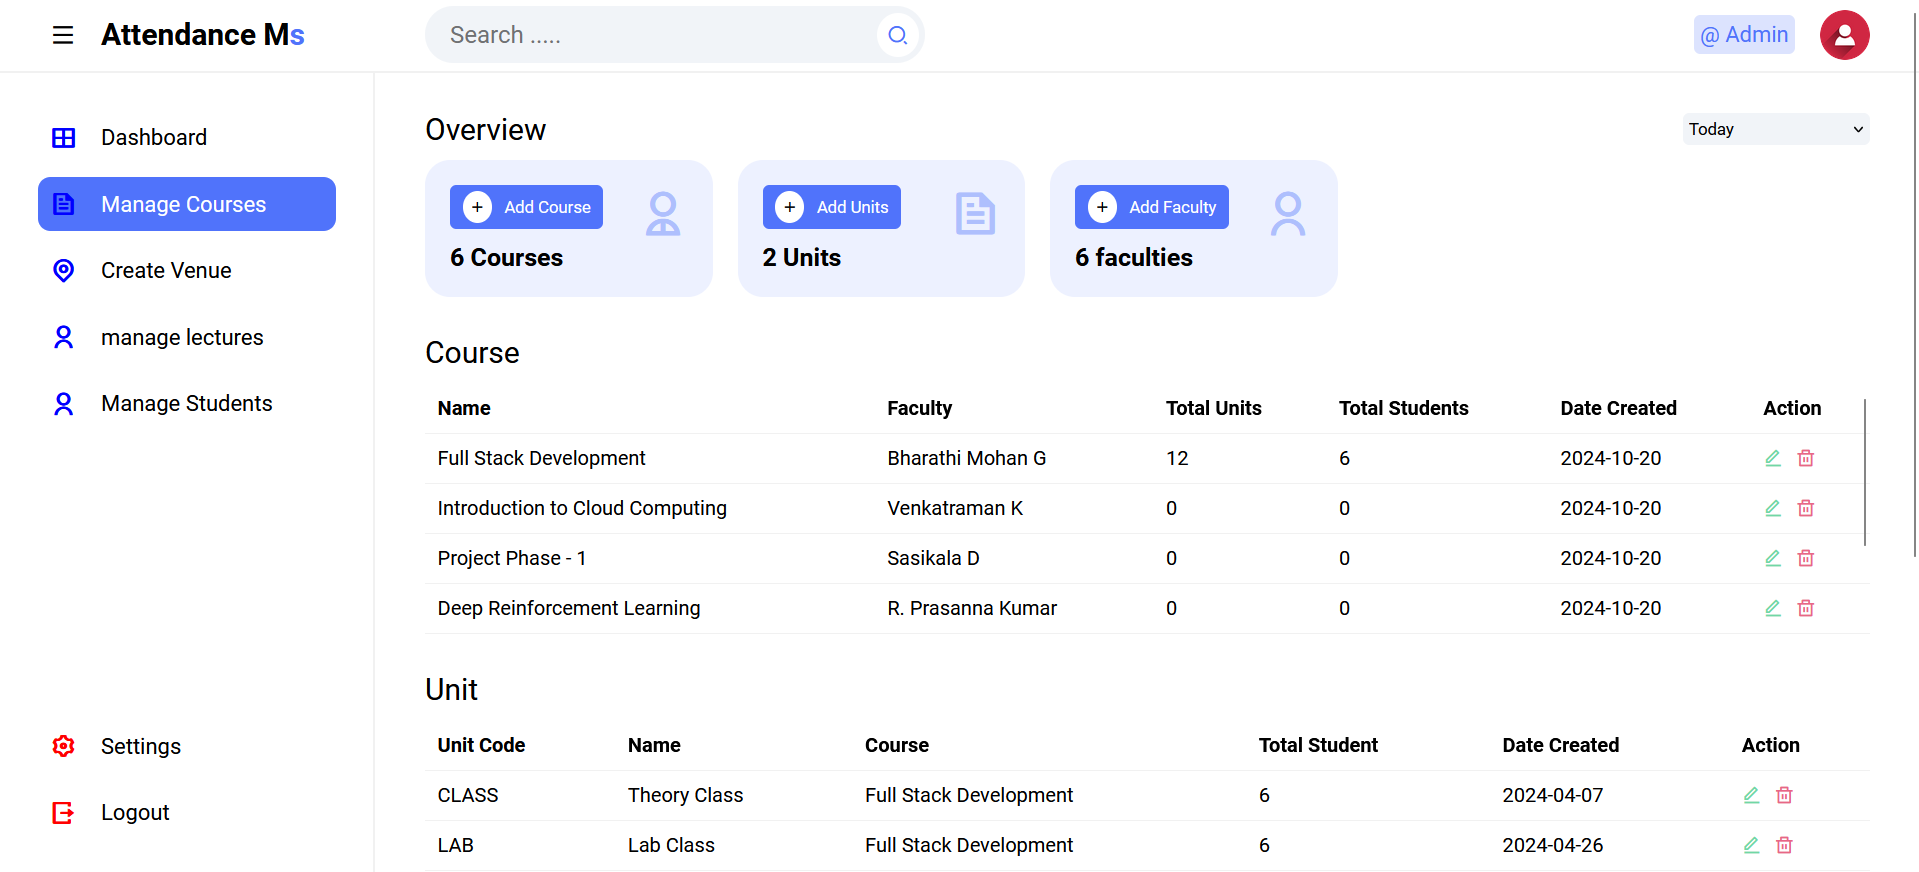 Attendance Ms
Search .....
@ Admin
Dashboard
Manage Courses
Create Venue
manage lectures
Manage Students
Settings
Logout
Overview
Today
+ Add Course
6 Courses
+ Add Units
2 Units
+ Add Faculty
6 faculties
Course
Name Faculty Total Units Total Students Date Created Action
Full Stack Development Bharathi Mohan G 12 6 2024-10-20
Introduction to Cloud Computing Venkatraman K 0 0 2024-10-20
Project Phase - 1 Sasikala D 0 0 2024-10-20
Deep Reinforcement Learning R. Prasanna Kumar 0 0 2024-10-20
Unit
Unit Code Name Course Total Student Date Created Action
CLASS Theory Class Full Stack Development 6 2024-04-07
LAB Lab Class Full Stack Development 6 2024-04-26